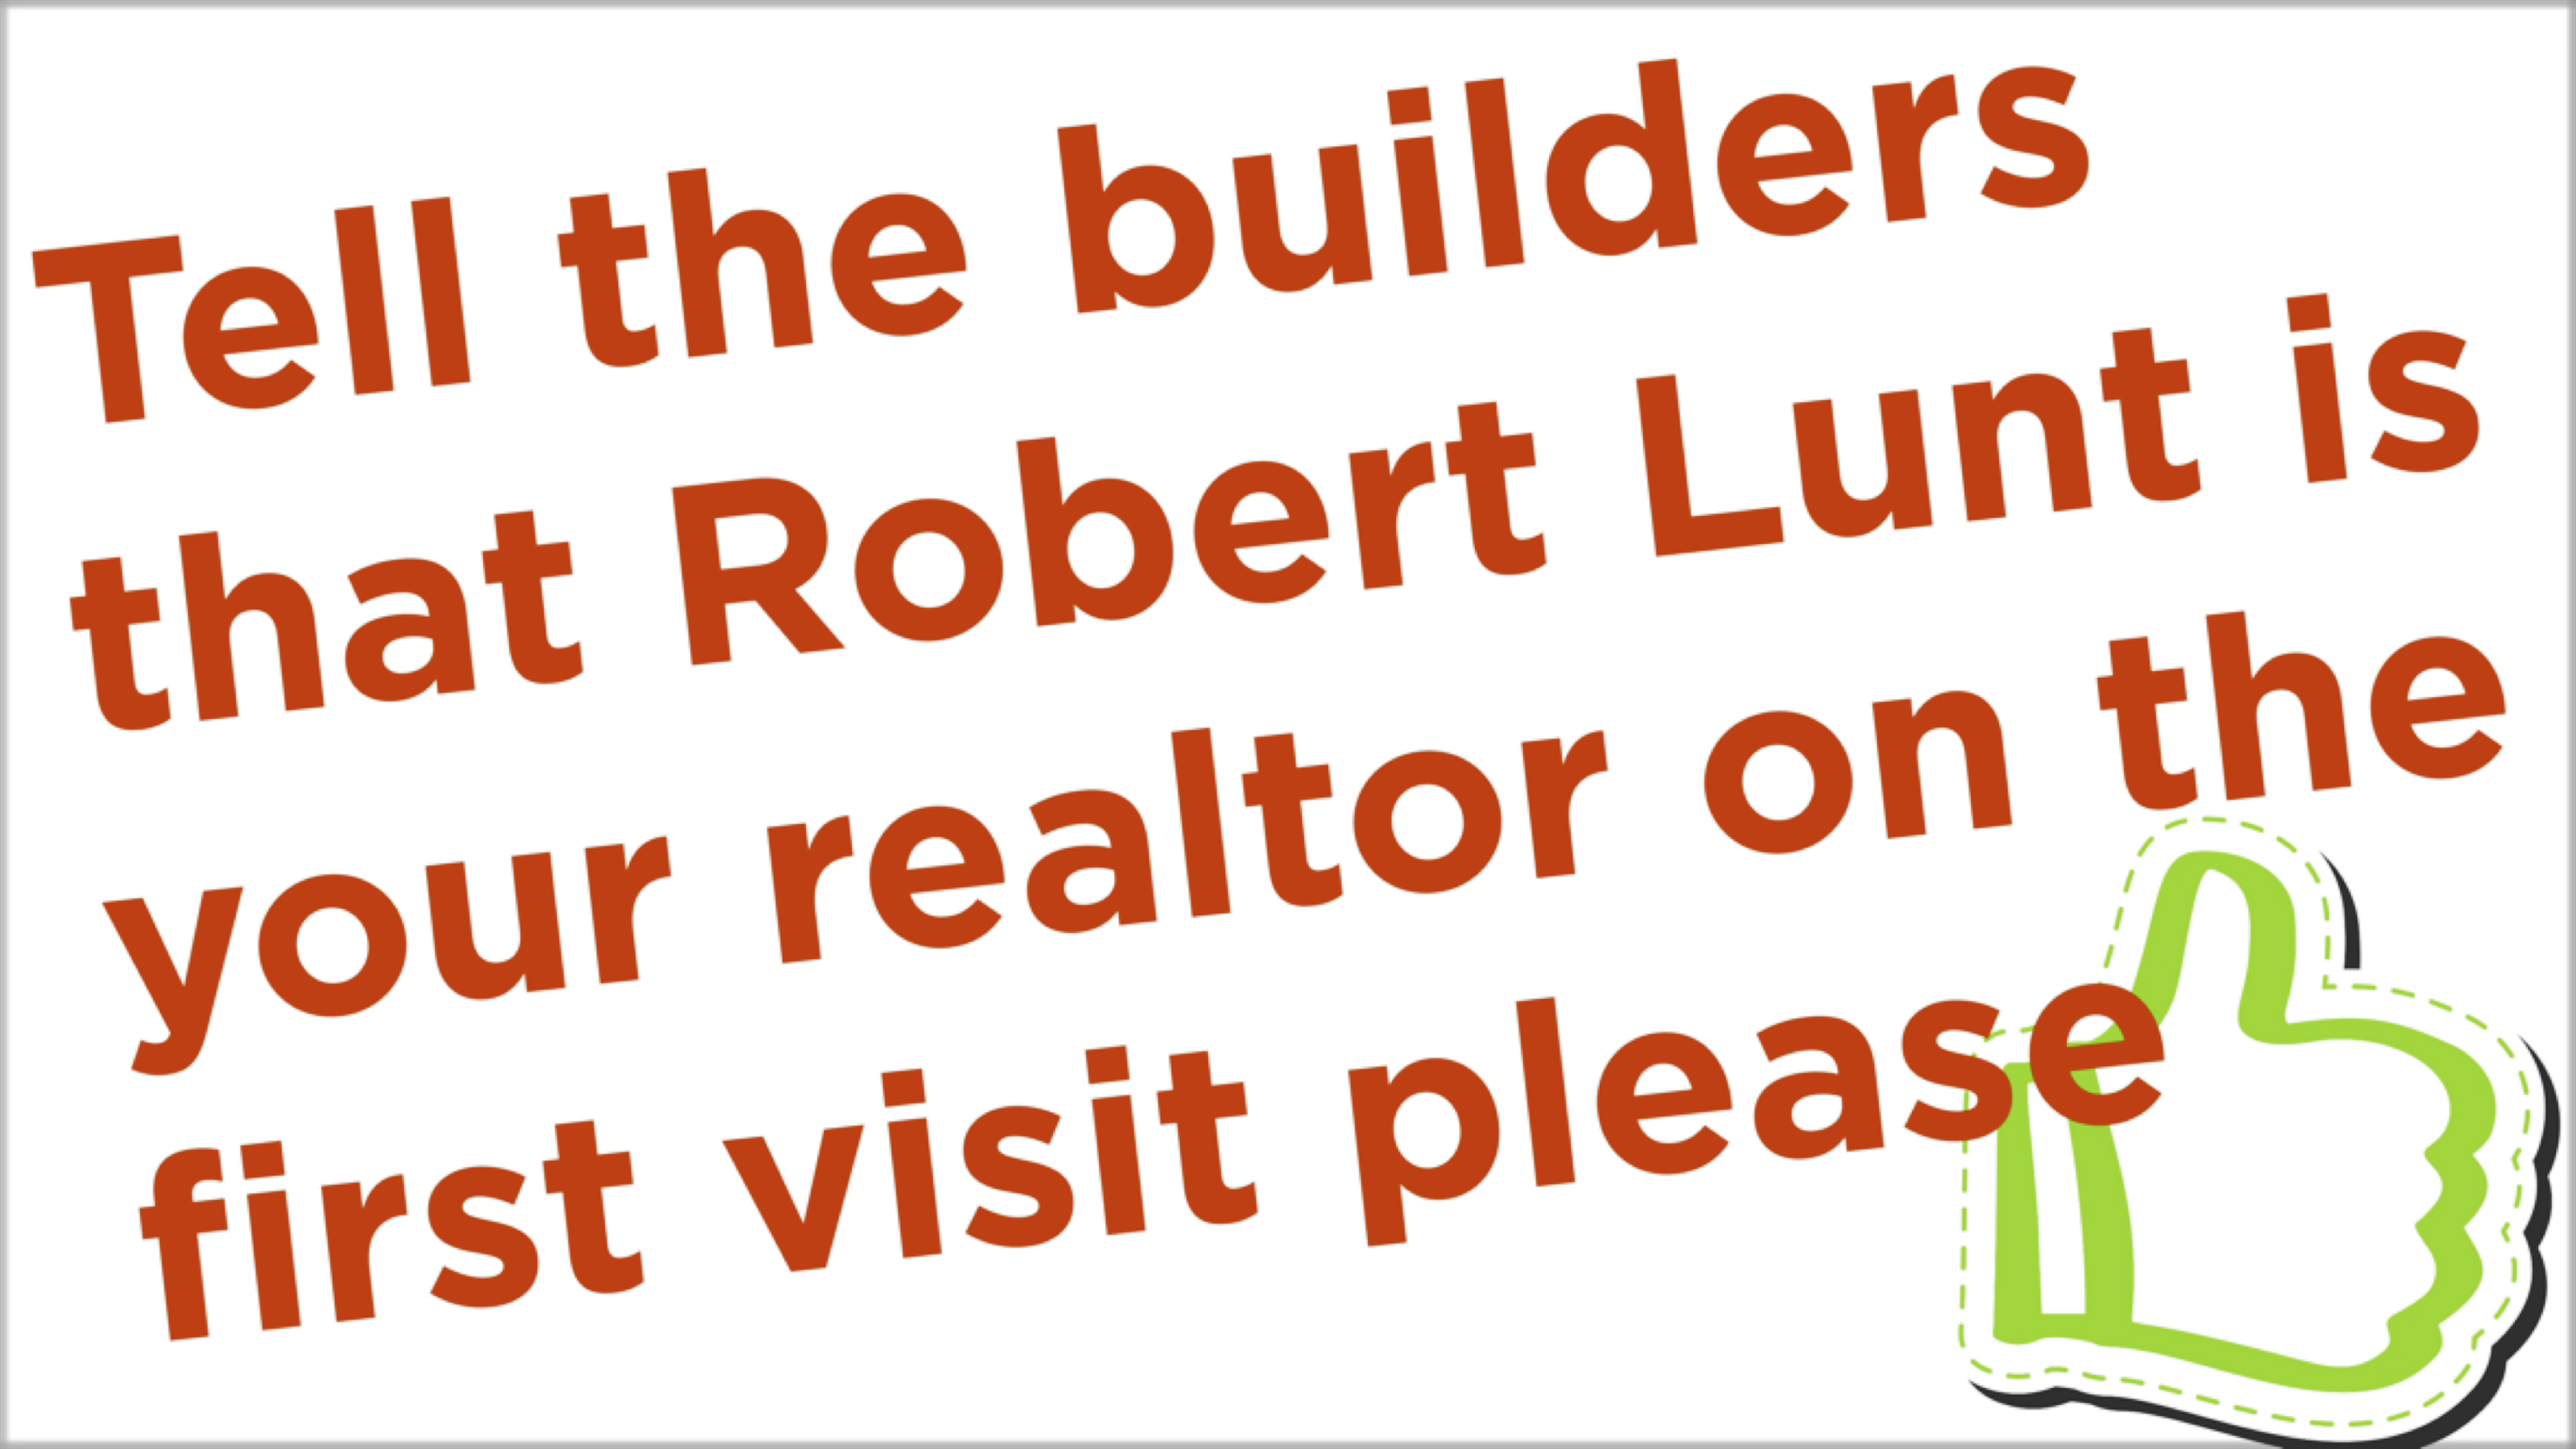 Tell the builders
that Robert Lunt is
your realtor on the
first visit please